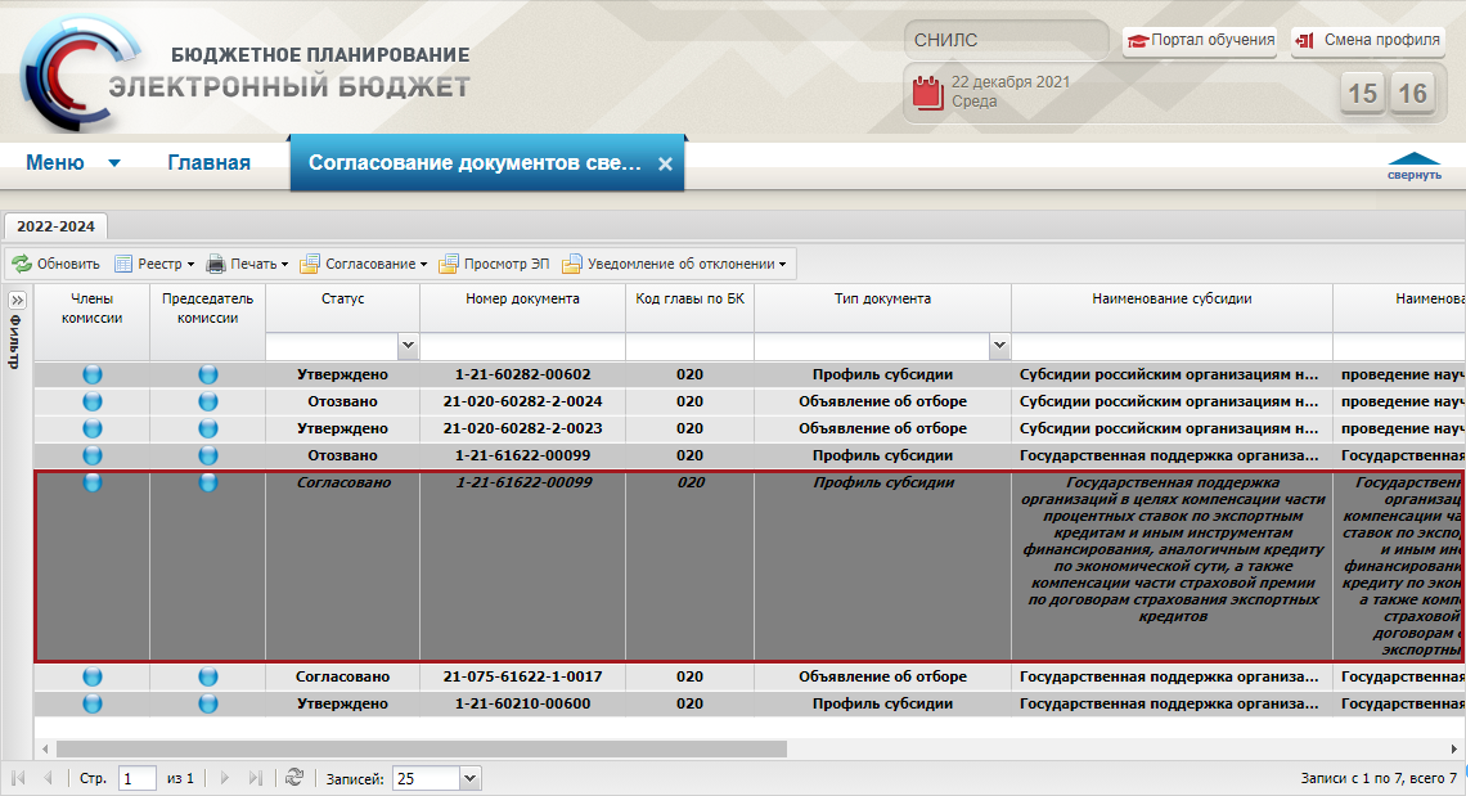 БЮДЖЕТНОЕ ПЛАНИРОВАНИЕ
ЭЛЕКТРОННЫЙ БЮДЖЕТ
СНИЛС
Портал обучения
Смена профиля
22 декабря 2021
Среда
15 16
Меню Главная Согласование документов све...
свернуть
2022-2024
Обновить Реестр Печать Согласование Просмотр ЭП Уведомление об отклонении
Фильтр
Члены комиссии Председатель комиссии Статус Номер документа Код главы по БК Тип документа Наименование субсидии Наименова
Утверждено 1-21-60282-00602 020 Профиль субсидии Субсидии российским организациям н... проведение науч
Отозвано 21-020-60282-2-0024 020 Объявление об отборе Субсидии российским организациям н... проведение науч
Утверждено 21-020-60282-2-0023 020 Объявление об отборе Субсидии российским организациям н... проведение науч
Отозвано 1-21-61622-00099 020 Профиль субсидии Государственная поддержка организа... Государственная
Согласовано 1-21-61622-00099 020 Профиль субсидии Государственная поддержка Государственн
организаций в целях компенсации части организац
процентных ставок по экспортным компенсации ча
кредитам и иным инструментам ставок по экспо
финансирования, аналогичным кредиту и иным ин
по экономической сути, а также финансировани
компенсации части страховой премии кредиту по экон
по договорам страхования экспортных а также комп
кредитов страховой
договорам
экспортны
Согласовано 21-075-61622-1-0017 020 Объявление об отборе Государственная поддержка организа... Государственная
Утверждено 1-21-60210-00600 020 Профиль субсидии Государственная поддержка организа... Государственная
Стр. 1 из 1 Записей: 25 Записи с 1 по 7, всего 7